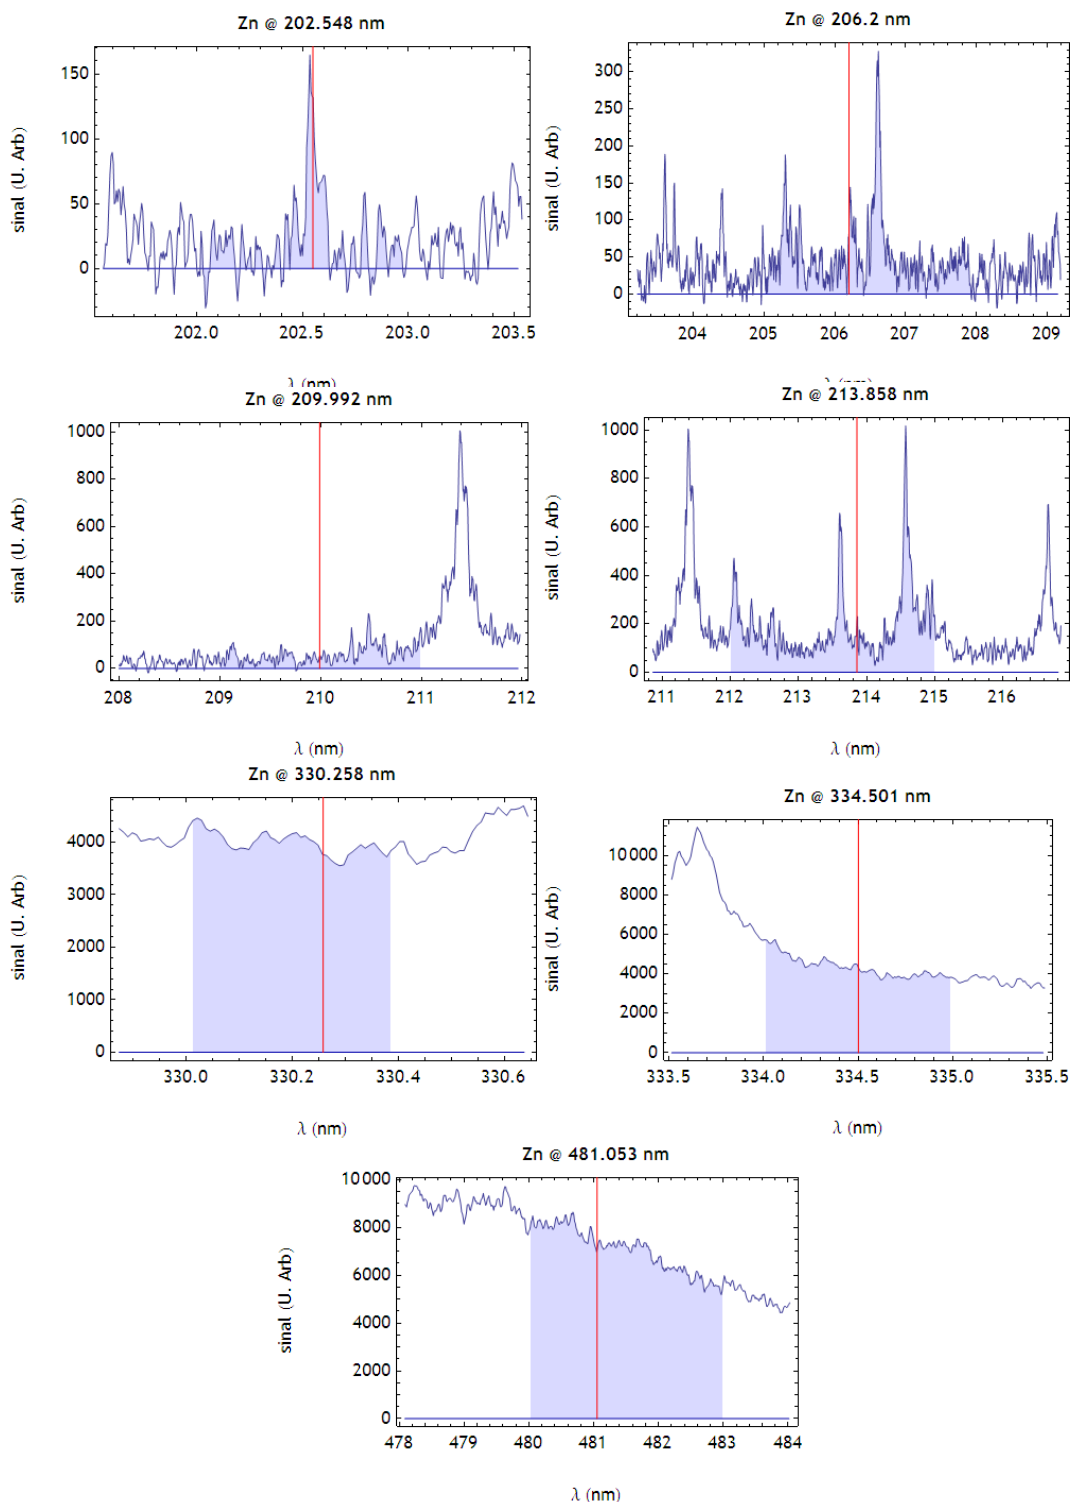 Zn @ 202.548 nm
sinal (U. Arb)
150
100
50
0
202.0 202.5 203.0 203.5
λ (nm)
Zn @ 206.2 nm
sinal (U. Arb)
300
250
200
150
100
50
0
204 205 206 207 208 209
λ (nm)
Zn @ 209.992 nm
sinal (U. Arb)
1000
800
600
400
200
0
208 209 210 211 212
λ (nm)
Zn @ 213.858 nm
sinal (U. Arb)
1000
800
600
400
200
0
211 212 213 214 215 216
λ (nm)
Zn @ 330.258 nm
sinal (U. Arb)
4000
3000
2000
1000
0
330.0 330.2 330.4 330.6
λ (nm)
Zn @ 334.501 nm
sinal (U. Arb)
10000
8000
6000
4000
2000
0
333.5 334.0 334.5 335.0 335.5
λ (nm)
Zn @ 481.053 nm
sinal (U. Arb)
10000
8000
6000
4000
2000
0
478 479 480 481 482 483 484
λ (nm)